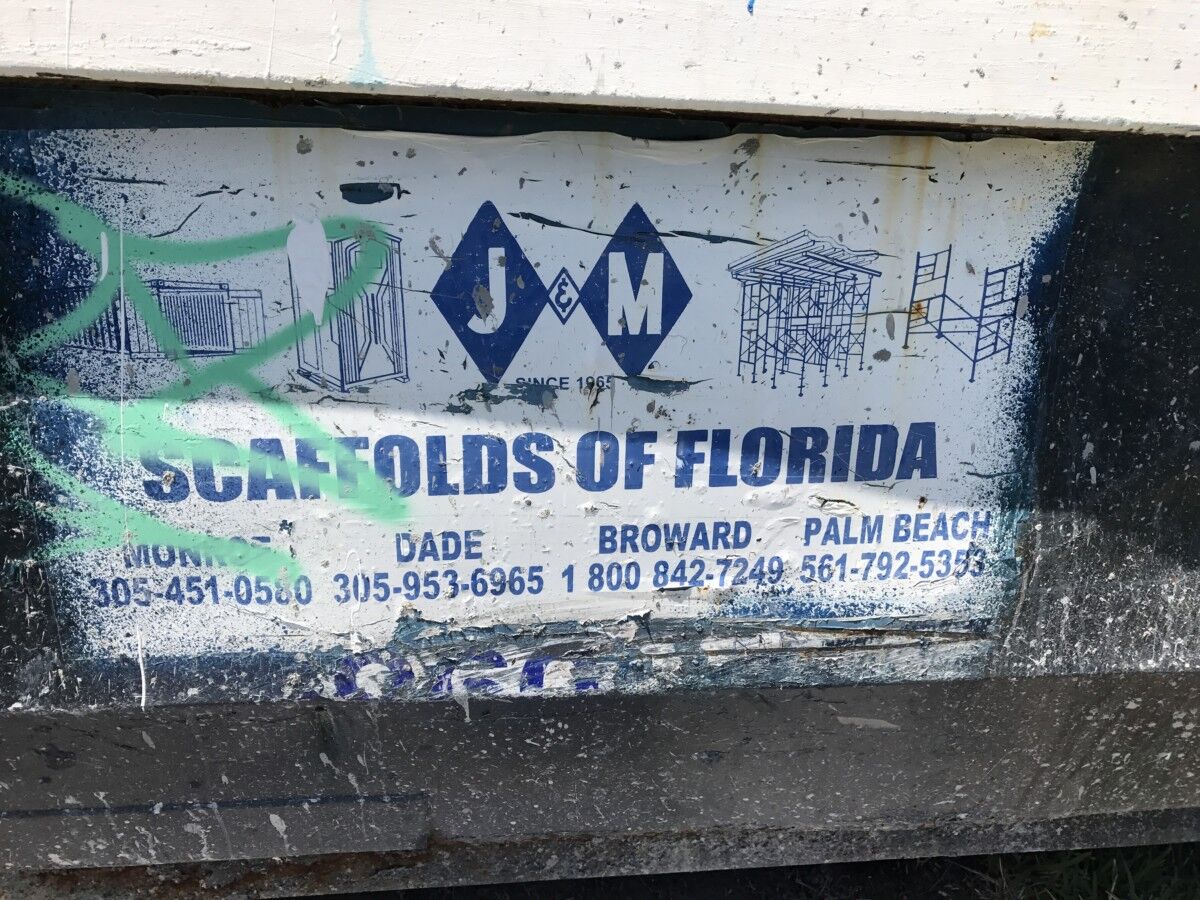 J & M
SINCE 1965
SCAFFOLDS OF FLORIDA
MONROE DADE BROWARD PALM BEACH
305-451-0580 305-953-6965 1 800 842-7249 561-792-5353